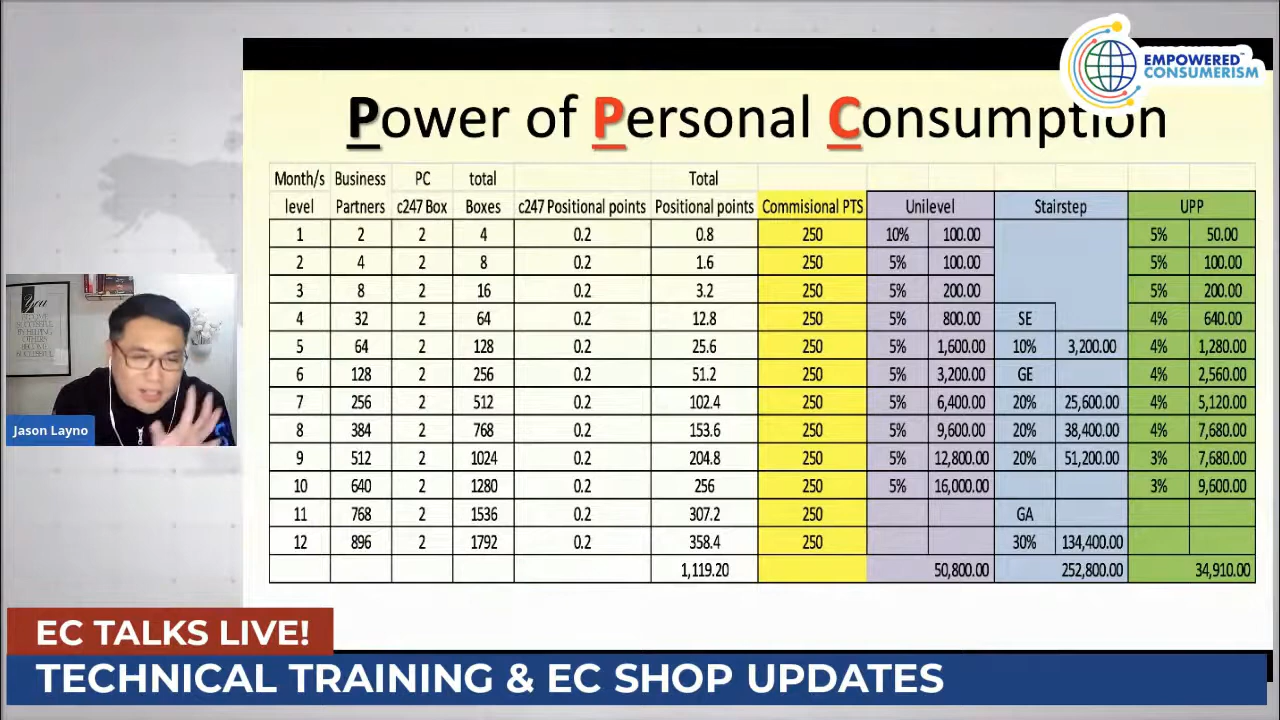 EMPOWERED™
CONSUMERISM
Power of Personal Consumption
Month/s Business PC total Total
level Partners c247 Box Boxes c247 Positional points Positional points Commisional PTS Unilevel Stairstep UPP
1 2 2 4 0.2 0.8 250 10% 100.00 5% 50.00
2 4 2 8 0.2 1.6 250 5% 100.00 5% 100.00
3 8 2 16 0.2 3.2 250 5% 200.00 5% 200.00
4 32 2 64 0.2 12.8 250 5% 800.00 SE 4% 640.00
5 64 2 128 0.2 25.6 250 5% 1,600.00 10% 3,200.00 4% 1,280.00
6 128 2 256 0.2 51.2 250 5% 3,200.00 GE 4% 2,560.00
7 256 2 512 0.2 102.4 250 5% 6,400.00 20% 25,600.00 4% 5,120.00
8 384 2 768 0.2 153.6 250 5% 9,600.00 20% 38,400.00 4% 7,680.00
9 512 2 1024 0.2 204.8 250 5% 12,800.00 20% 51,200.00 3% 7,680.00
10 640 2 1280 0.2 256 250 5% 16,000.00 3% 9,600.00
11 768 2 1536 0.2 307.2 250 GA
12 896 2 1792 0.2 358.4 250 30% 134,400.00
1,119.20 50,800.00 252,800.00 34,910.00
You
Jason Layno
EC TALKS LIVE!
TECHNICAL TRAINING & EC SHOP UPDATES